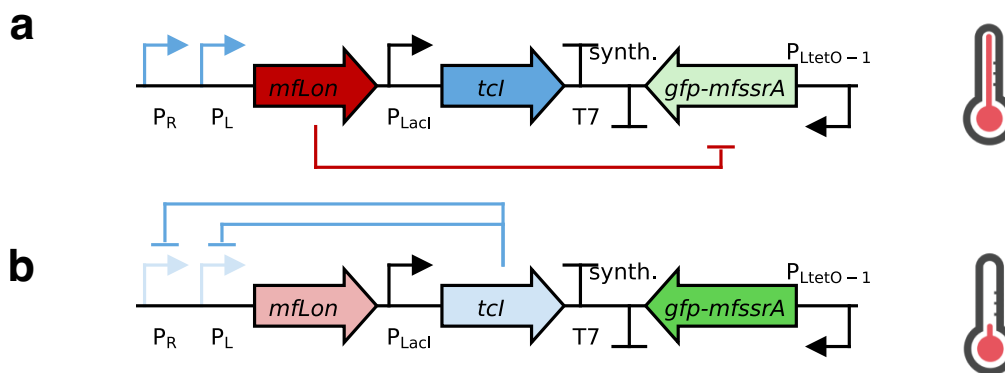 a
synth.
P_LtetO−1
mfLon
tcI
gfp-mfssrA
P_R
P_L
P_LacI
T7
b
synth.
P_LtetO−1
mfLon
tcI
gfp-mfssrA
P_R
P_L
P_LacI
T7